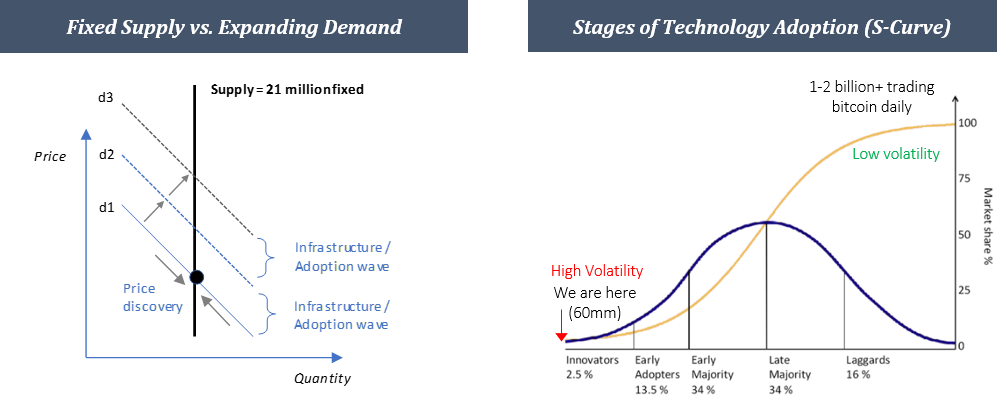 Fixed Supply vs. Expanding Demand
Supply = 21 million fixed
d3
Price
d2
d1
Infrastructure /
Adoption wave
Price
discovery
Infrastructure /
Adoption wave
Quantity
Stages of Technology Adoption (S-Curve)
1-2 billion+ trading
bitcoin daily
Low volatility
High Volatility
We are here
(60mm)
100
75
50
25
0
Market share %
Innovators
2.5 %
Early
Adopters
13.5 %
Early
Majority
34 %
Late
Majority
34 %
Laggards
16 %